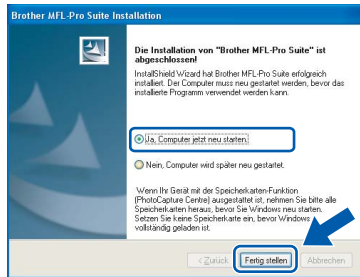 Brother MFL-Pro Suite Installation
Die Installation von "Brother MFL-Pro Suite" ist
abgeschlossen!
InstallShield Wizard hat Brother MFL-Pro Suite erfolgreich
installiert. Der Computer muss neu gestartet werden, bevor das
installierte Programm verwendet werden kann.
Ja, Computer jetzt neu starten.
Nein, Computer wird später neu gestartet.
Wenn Ihr Gerät mit der Speicherkarten-Funktion
(PhotoCapture Centre) ausgestattet ist, nehmen Sie bitte alle
Speicherkarten heraus, bevor Sie Windows neu starten.
Setzen Sie keine Speicherkarte ein, bevor Windows
vollständig geladen ist.
< Zurück
Fertig stellen
Abbrechen